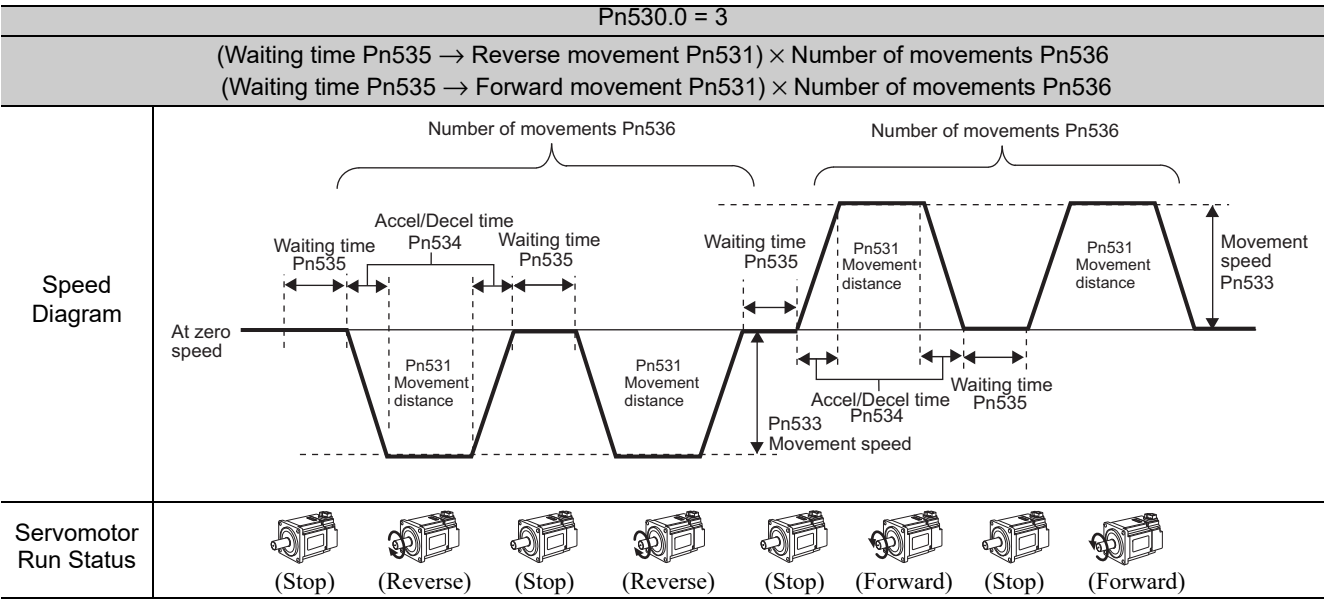 Pn530.0 = 3
(Waiting time Pn535 → Reverse movement Pn531) × Number of movements Pn536
(Waiting time Pn535 → Forward movement Pn531) × Number of movements Pn536
Speed
Diagram
Number of movements Pn536
Number of movements Pn536
Accel/Decel time
Pn534
Waiting time
Pn535
Waiting time
Pn535
Waiting time
Pn535
Pn531
Movement
distance
Pn531
Movement
distance
Movement
speed
Pn533
At zero
speed
Pn531
Movement
distance
Pn531
Movement
distance
Pn533
Movement speed
Accel/Decel time
Pn534
Waiting time
Pn535
Servomotor
Run Status
(Stop)
(Reverse)
(Stop)
(Reverse)
(Stop)
(Forward)
(Stop)
(Forward)